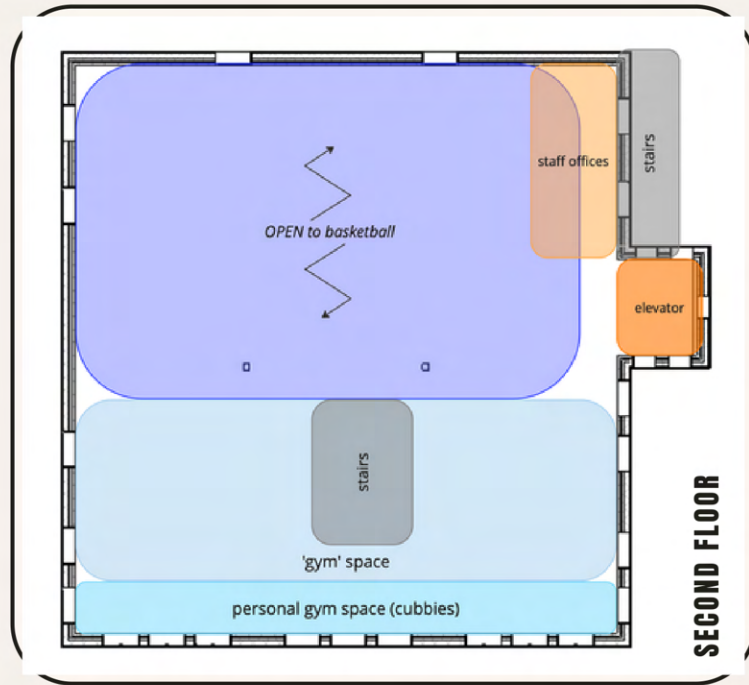 staff offices
stairs
OPEN to basketball
elevator
stairs
'gym' space
personal gym space (cubbies)
SECOND FLOOR